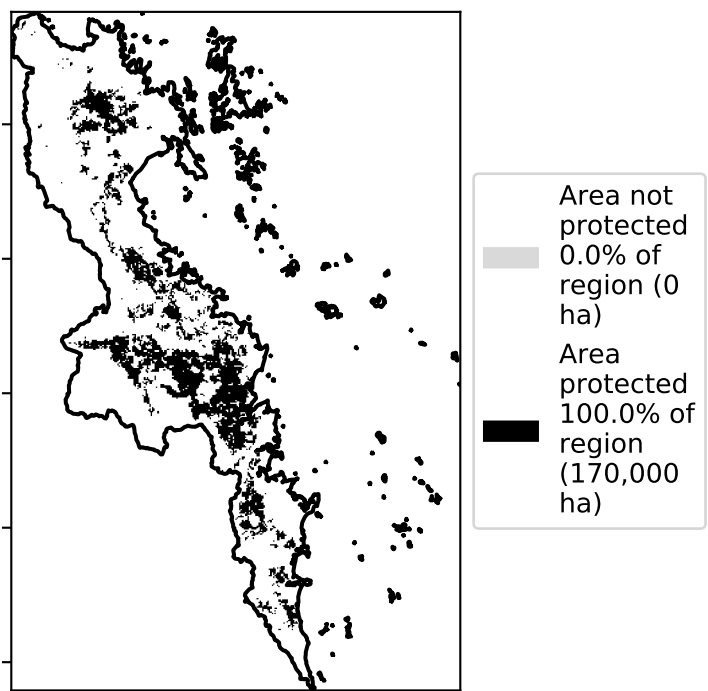 Area not
protected
0.0% of
region (0
ha)
Area
protected
100.0% of
region
(170,000
ha)